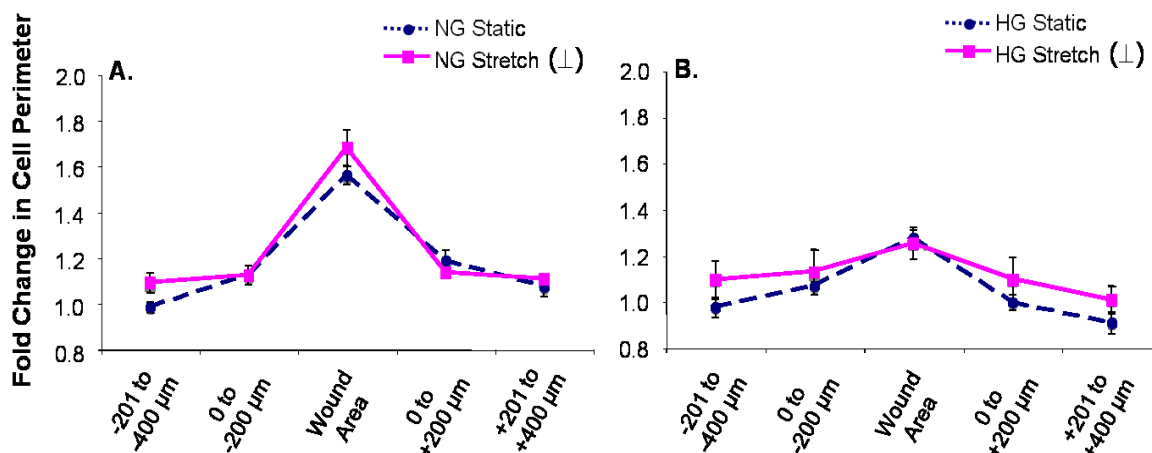 NG Static
NG Stretch (⊥)
HG Static
HG Stretch (⊥)
Fold Change in Cell Perimeter
A.
2.0
1.8
1.6
1.4
1.2
1.0
0.8
-201 to
-400 µm
0 to
-200 µm
Wound
Area
0 to
+200 µm
+201 to
+400 µm
B.
2.0
1.8
1.6
1.4
1.2
1.0
0.8
-201 to
-400 µm
0 to
-200 µm
Wound
Area
0 to
+200 µm
+201 to
+400 µm